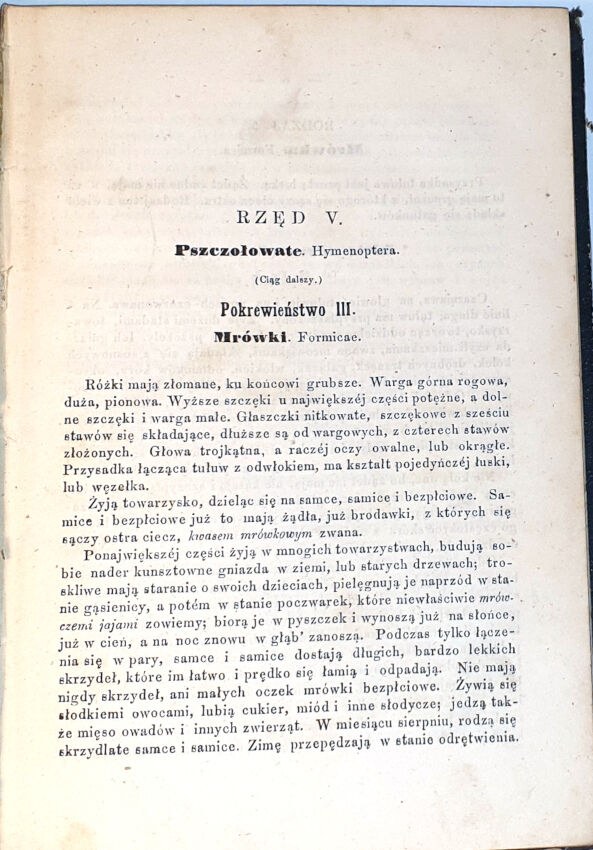 RZĘD V.
Pszczołowate. Hymenoptera.
(Ciąg dalszy.)
Pokrewieństwo III.
Mrówki. Formicae.
Różki mają złomane, ku końcowi grubsze. Warga górna rogowa,
duża, pionowa. Wyższe szczęki u największéj części potężne, a dol-
ne szczęki i warga małe. Głaszczki nitkowate, szczękowe z sześciu
stawów się składające, dłuższe są od wargowych, z czterech stawów
złożonych. Głowa trojkątna, a raczéj oczy owalne, lub okrągłe.
Przysadka łącząca tułuw z odwłokiem, ma kształt pojedyńczéj łuski,
lub węzełka.
Żyją towarzysko, dzieląc się na samce, samice i bezpłciowe. Sa-
mice i bezpłciowe już to mają żądła, już brodawki, z których się
sączy ostra ciecz, kwasem mrówkowym zwana.
Ponajwiększéj części żyją w mnogich towarzystwach, budują so-
bie nader kunsztowne gniazda w ziemi, lub starych drzewach; tro-
skliwe mają staranie o swoich dzieciach, pielęgnują je naprzód w sta-
nie gąsienicy, a potém w stanie poczwarek, które niewłaściwie mrów-
czemi jajami zowiemy; biorą je w pyszczek i wynoszą już na słońce,
już w cień, a na noc znowu w głąb' zanoszą. Podczas tylko łącze-
nia się w pary, samce i samice dostają długich, bardzo lekkich
skrzydeł, które im łatwo i prędko się łamią i odpadają. Nie mają
nigdy skrzydeł, ani małych oczek mrówki bezpłciowe. Żywią się
słodkiemi owocami, lubią cukier, miód i inne słodycze; jedzą tak-
że mięso owadów i innych zwierząt. W miesiącu sierpniu, rodzą się
skrzydlate samce i samice. Zimę przepędzają w stanie odrętwienia.